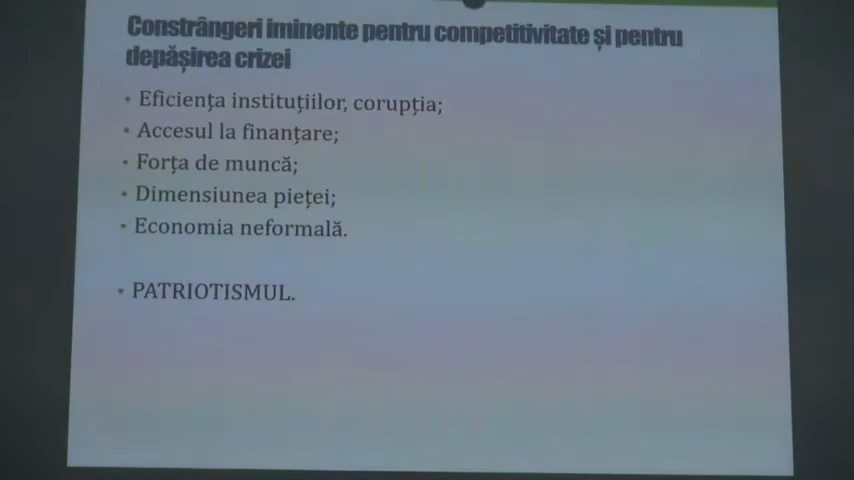 Constrângeri iminente pentru competitivitate și pentru
depășirea crizei
• Eficiența instituțiilor, corupția;
• Accesul la finanțare;
• Forța de muncă;
• Dimensiunea pieței;
• Economia neformală.
• PATRIOTISMUL.